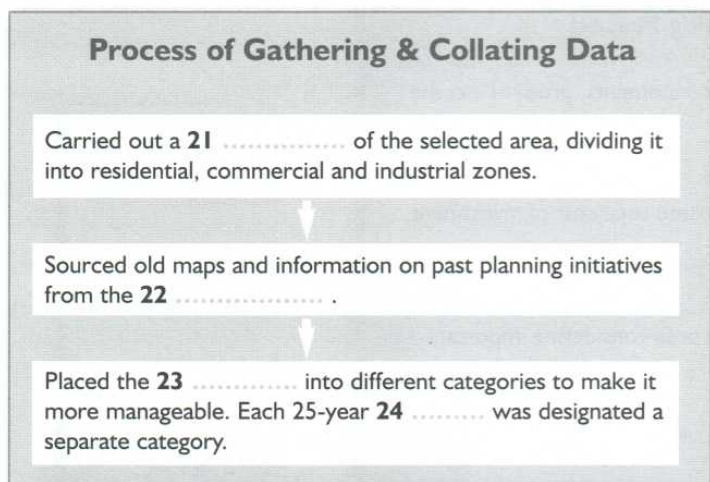 Process of Gathering & Collating Data
Carried out a 21 ............... of the selected area, dividing it
into residential, commercial and industrial zones.
Sourced old maps and information on past planning initiatives
from the 22 .................. .
Placed the 23 ............. into different categories to make it
more manageable. Each 25-year 24 ......... was designated a
separate category.